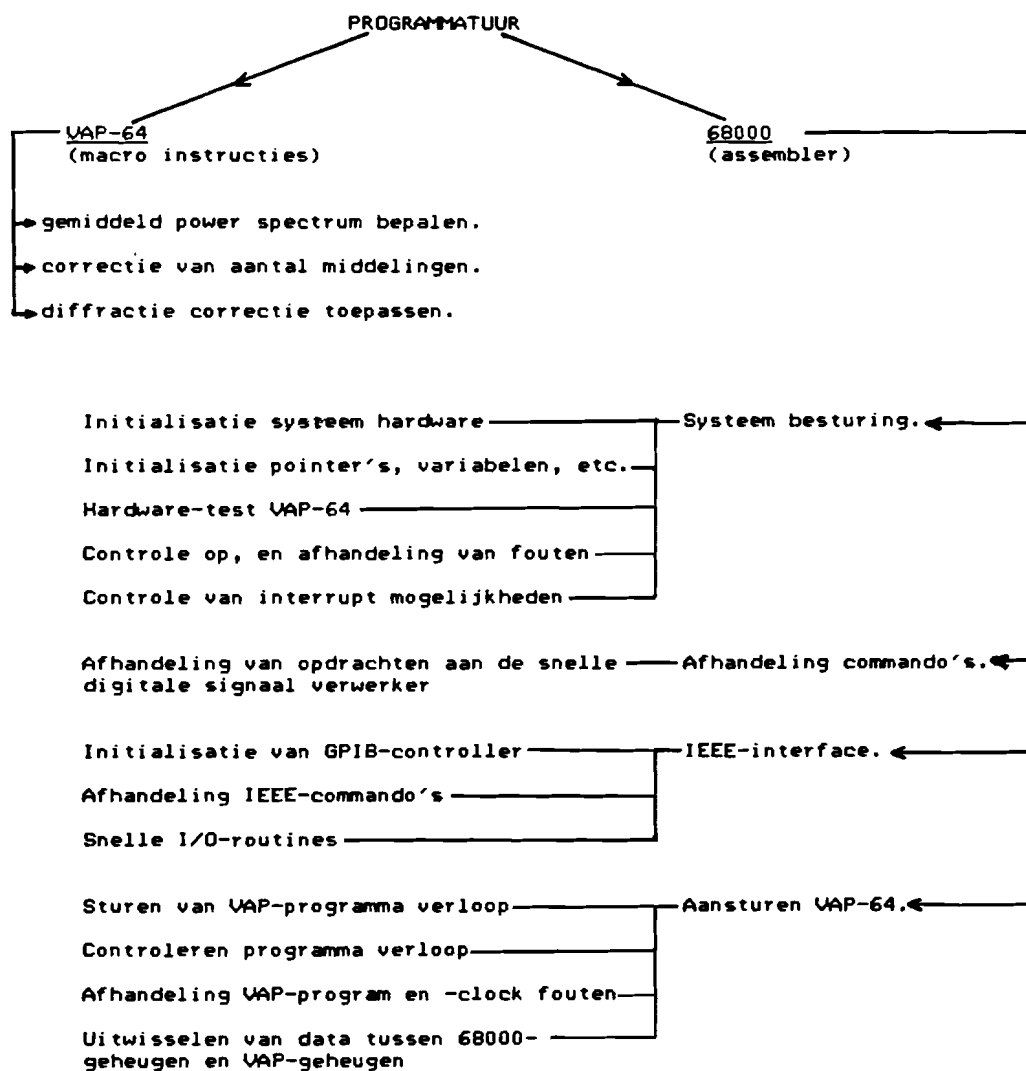 PROGRAMMATUUR
VAP-64
(macro instructies)
68000
(assembler)
gemiddeld power spectrum bepalen.
correctie van aantal middelingen.
diffractie correctie toepassen.
Initialisatie systeem hardware
Systeem besturing.
Initialisatie pointer's, variabelen, etc.
Hardware-test VAP-64
Controle op, en afhandeling van fouten
Controle van interrupt mogelijkheden
Afhandeling van opdrachten aan de snelle
digitale signaal verwerker
Afhandeling commando's.
Initialisatie van GPIB-controller
IEEE-interface.
Afhandeling IEEE-commando's
Snelle I/O-routines
Sturen van VAP-programma verloop
Aansturen VAP-64.
Controleren programma verloop
Afhandeling VAP-program en -clock fouten
Uitwisselen van data tussen 68000-
geheugen en VAP-geheugen